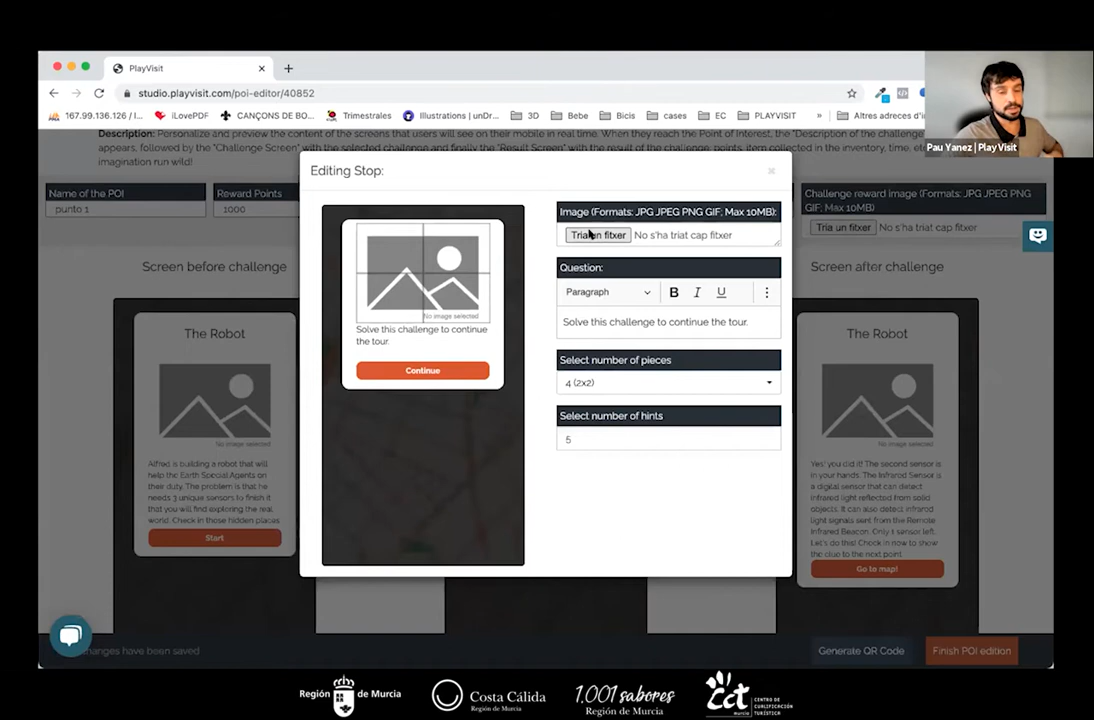 PlayVisit
studio.playvisit.com/poi-editor/40852
167.99.136.126 / l...
iLovePDF
CANÇONS DE BO...
Trimestrales
Illustrations | unDr...
3D
Bebe
Bicis
cases
EC
PLAYVISIT
»
Altres adreces d'i
Pau Yanez | PlayVisit
Description: Personalize and preview the content of the screens that users will see on their mobile in real time. When they reach the Point of Interest, the "Description of the challenge
appears, followed by the "Challenge Screen" with the selected challenge and finally the "Result Screen" with the result of the challenge: points, item collected in the inventory, time, etc
imagination run wild!
Name of the POI
punto 1
Reward Points
1000
Challenge reward image (Formats: JPG JPEG PNG
GIF; Max 10MB):
Tria un fitxer No s'ha triat cap fitxer
Editing Stop:
No image selected
Solve this challenge to continue
the tour.
Continue
Image (Formats: JPG JPEG PNG GIF; Max 10MB):
Tria un fitxer No s'ha triat cap fitxer
Question:
Paragraph B I U
Solve this challenge to continue the tour.
Select number of pieces
4 (2x2)
Select number of hints
5
Screen before challenge
The Robot
No image selected
Alfred is building a robot that will
help the Earth Special Agents on
their duty. The problem is that he
needs 3 unique sensors to finish it
that you will find exploring the real
world. Check in those hidden places
Start
Screen after challenge
The Robot
No image selected
Yes! you did it! The second sensor is
in your hands. The Infrared Sensor is
a digital sensor that can detect
infrared light reflected from solid
objects. It can also detect infrared
light signals sent from the Remote
Infrared Beacon. Only 1 sensor left.
Let's do this! Check in now to show
the clue to the next point.
Go to map!
hanges have been saved
Generate QR Code
Finish POI edition
Región de Murcia
Costa Cálida
Región de Murcia
1.001 sabores
Región de Murcia
cct
murcia
CENTRO DE
CUALIFICACIÓN
TURÍSTICA